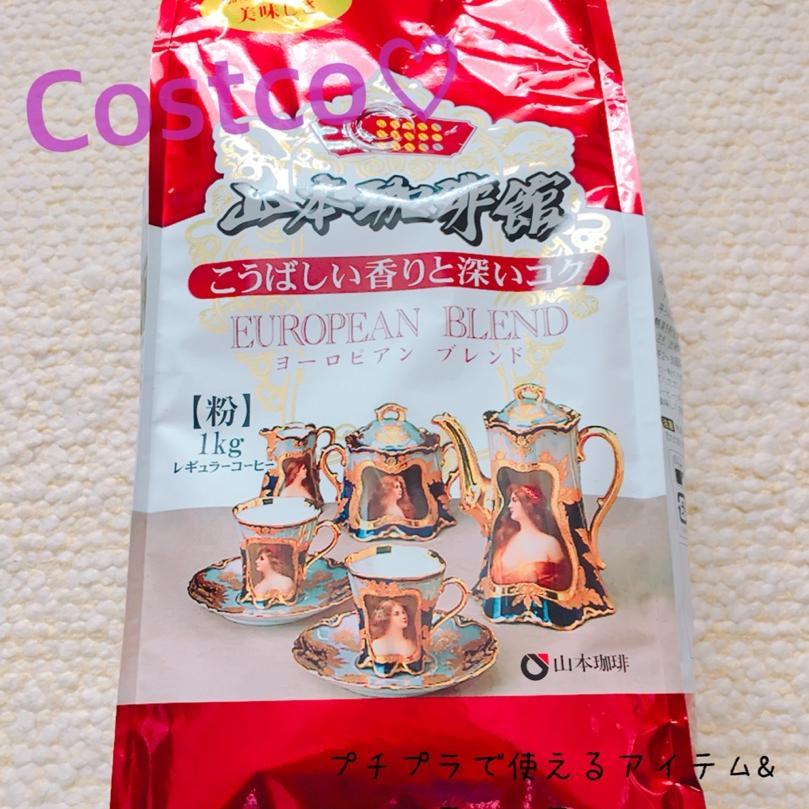 美味しさ
Costco♡
山本珈琲館
こうばしい香りと深いコク
EUROPEAN BLEND
ヨーロピアン ブレンド
【粉】
1kg
レギュラーコーヒー
山本珈琲
プチプラで使えるアイテム&